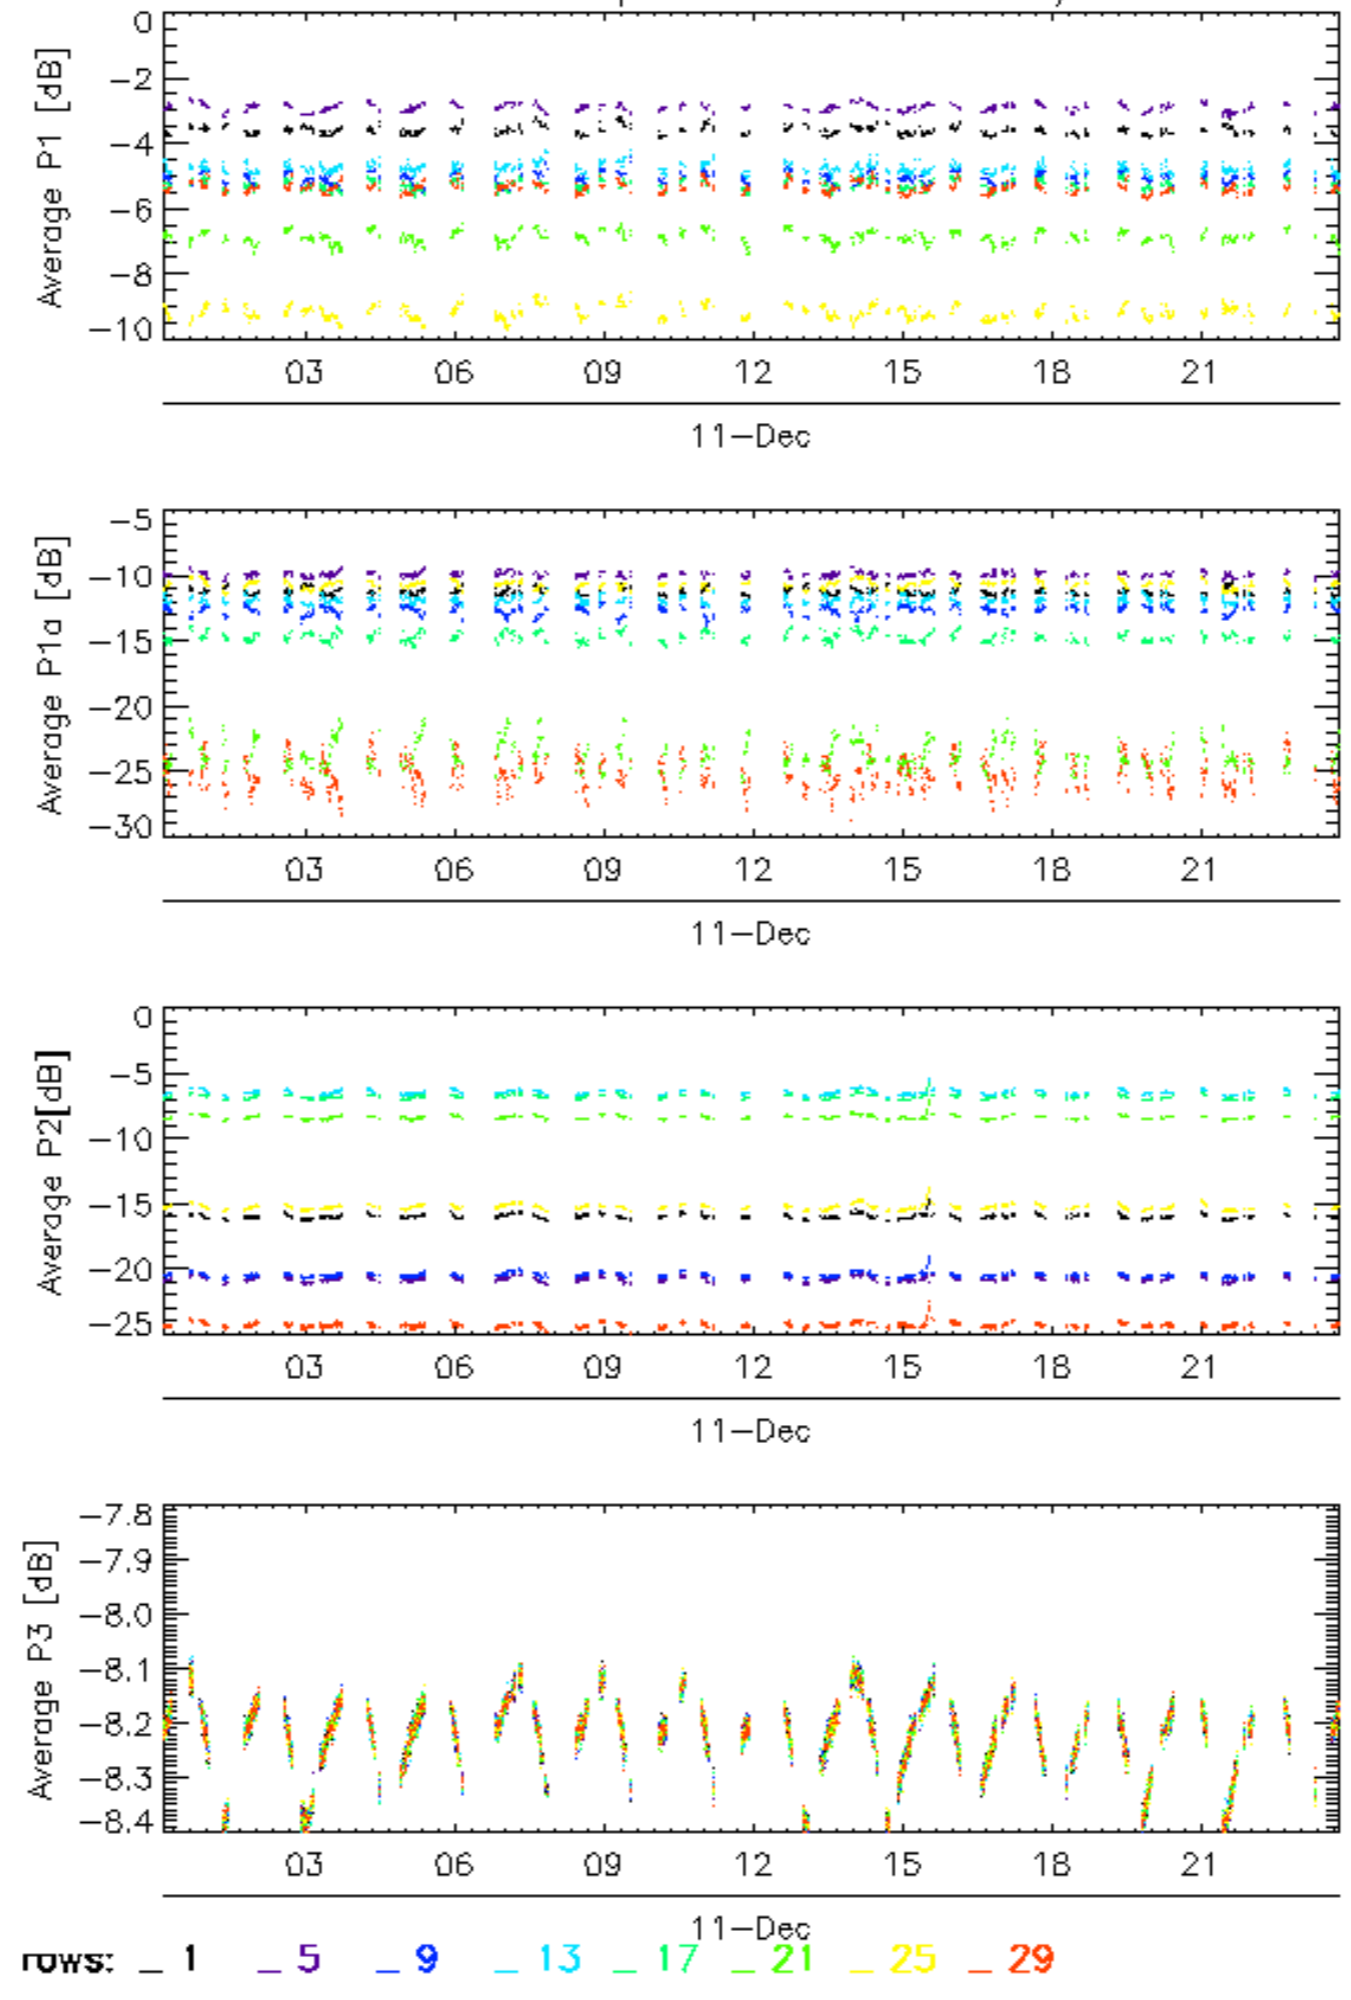 0
−2
−4
−6
−8
−10
Average P1 [dB]
03 06 09 12 15 18 21
11−Dec
−5
−10
−15
−20
−25
−30
Average P1a [dB]
03 06 09 12 15 18 21
11−Dec
0
−5
−10
−15
−20
−25
Average P2[dB]
03 06 09 12 15 18 21
11−Dec
−7.8
−7.9
−8.0
−8.1
−8.2
−8.3
−8.4
Average P3 [dB]
03 06 09 12 15 18 21
11−Dec
rows: _ 1 _ 5 _ 9 _ 13 _ 17 _ 21 _ 25 _ 29